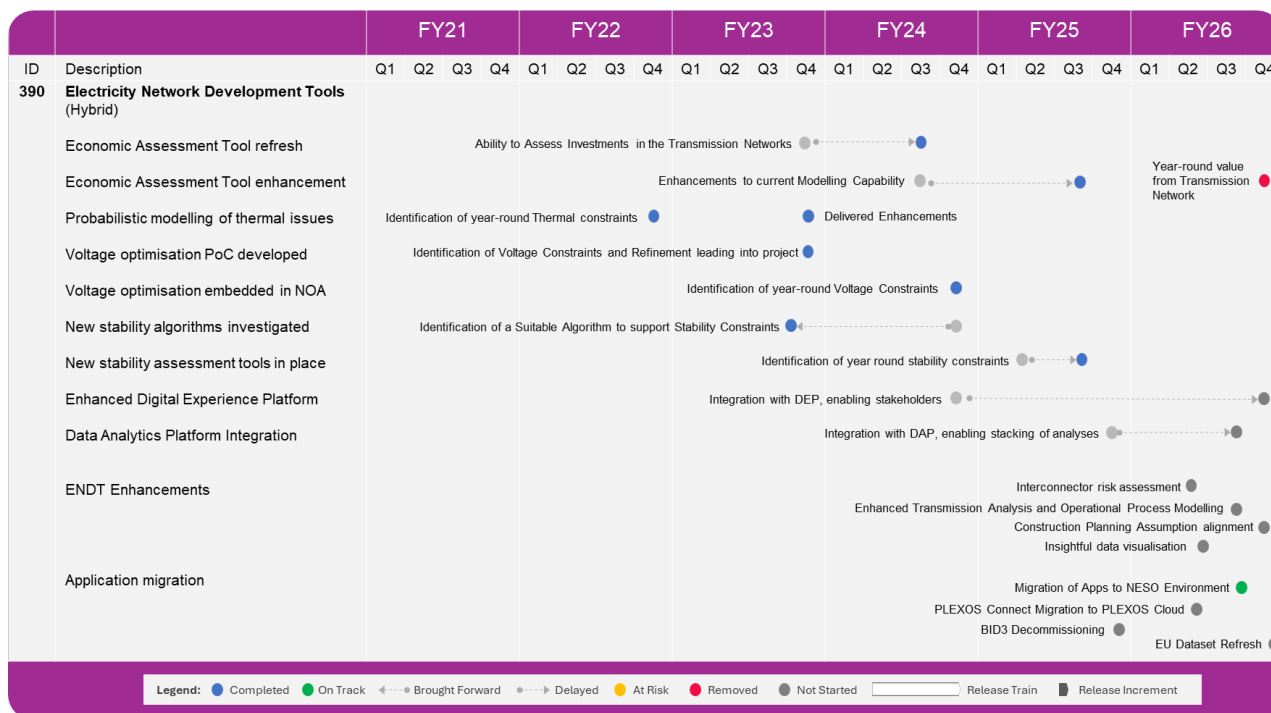 FY21 FY22 FY23 FY24 FY25 FY26
ID Description Q1 Q2 Q3 Q4 Q1 Q2 Q3 Q4 Q1 Q2 Q3 Q4 Q1 Q2 Q3 Q4 Q1 Q2 Q3 Q4 Q1 Q2 Q3 Q4
390 Electricity Network Development Tools
(Hybrid)
Economic Assessment Tool refresh Ability to Assess Investments in the Transmission Networks
Economic Assessment Tool enhancement Enhancements to current Modelling Capability
Year-round value
from Transmission
Network
Probabilistic modelling of thermal issues Identification of year-round Thermal constraints Delivered Enhancements
Voltage optimisation PoC developed Identification of Voltage Constraints and Refinement leading into project
Voltage optimisation embedded in NOA Identification of year-round Voltage Constraints
New stability algorithms investigated Identification of a Suitable Algorithm to support Stability Constraints
New stability assessment tools in place Identification of year round stability constraints
Enhanced Digital Experience Platform Integration with DEP, enabling stakeholders
Data Analytics Platform Integration Integration with DAP, enabling stacking of analyses
ENDT Enhancements Interconnector risk assessment
Enhanced Transmission Analysis and Operational Process Modelling
Construction Planning Assumption alignment
Insightful data visualisation
Application migration Migration of Apps to NESO Environment
PLEXOS Connect Migration to PLEXOS Cloud
BID3 Decommissioning
EU Dataset Refresh
Legend: Completed On Track Brought Forward Delayed At Risk Removed Not Started Release Train Release Increment